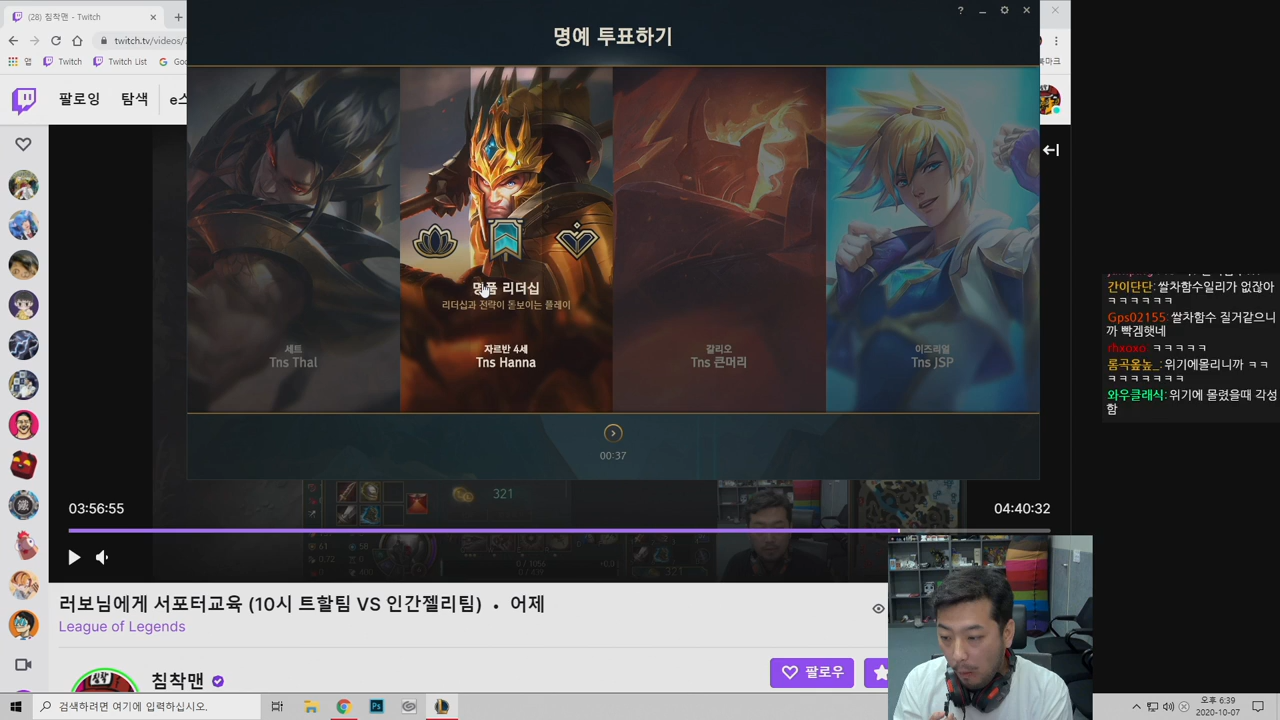 (28) 침착맨 - Twitch
twitch.tv/videos/7
앱
Twitch
Twitch List
G
북마크
팔로잉
탐색
e스
명예 투표하기
명품 리더십
리더십과 전략이 돋보이는 플레이
세트
Tns Thal
자르반 4세
Tns Hanna
갈리오
Tns 큰머리
이즈리얼
Tns JSP
00:37
간이단단: 쌀차함수일리가 없잖아
ㅋㅋㅋㅋㅋㅋ
Gps02155: 쌀차함수 질거같으니
까 빡겜햇네
rhxoxo: ㅋㅋㅋㅋㅋ
위기에몰리니까 ㅋㅋ
ㅋㅋㅋㅋㅋㅋㅋ
와우클래식: 위기에 몰렸을때 각성
함
321
03:56:55
04:40:32
321
러보님에게 서포터교육 (10시 트할팀 VS 인간젤리팀) • 어제
League of Legends
침착맨
팔로우
검색하려면 여기에 입력하십시오.
오후 6:39
2020-10-07